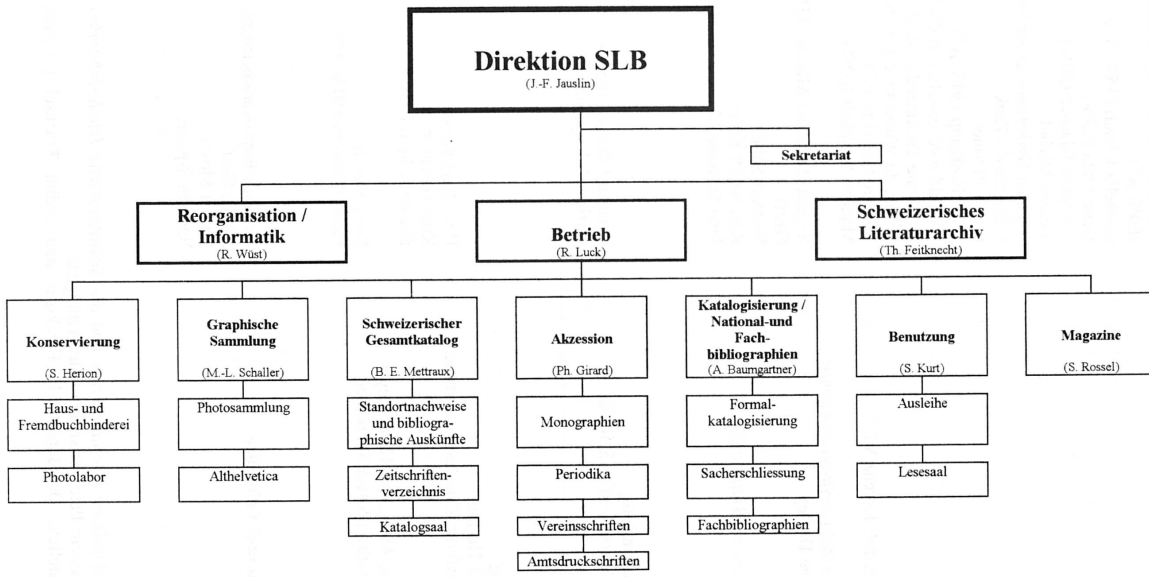 Direktion SLB
(J.-F. Jauslin)
Sekretariat
Reorganisation /
Informatik
(R. Wüst)
Betrieb
(R. Luck)
Schweizerisches
Literaturarchiv
(Th. Feitknecht)
Konservierung
(S. Herion)
Graphische
Sammlung
(M.-L. Schaller)
Schweizerischer
Gesamtkatalog
(B. E. Mettraux)
Akzession
(Ph. Girard)
Katalogisierung /
National-und
Fach-
bibliographien
(A. Baumgartner)
Benutzung
(S. Kurt)
Magazine
(S. Rossel)
Haus- und
Fremdbuchbinderei
Photolabor
Photosammlung
Althelvetica
Standortnachweise
und bibliogra-
phische Auskünfte
Zeitschriften-
verzeichnis
Katalogsaal
Monographien
Periodika
Vereinsschriften
Amtsdruckschriften
Formal-
katalogisierung
Sacherschliessung
Fachbibliographien
Ausleihe
Lesesaal